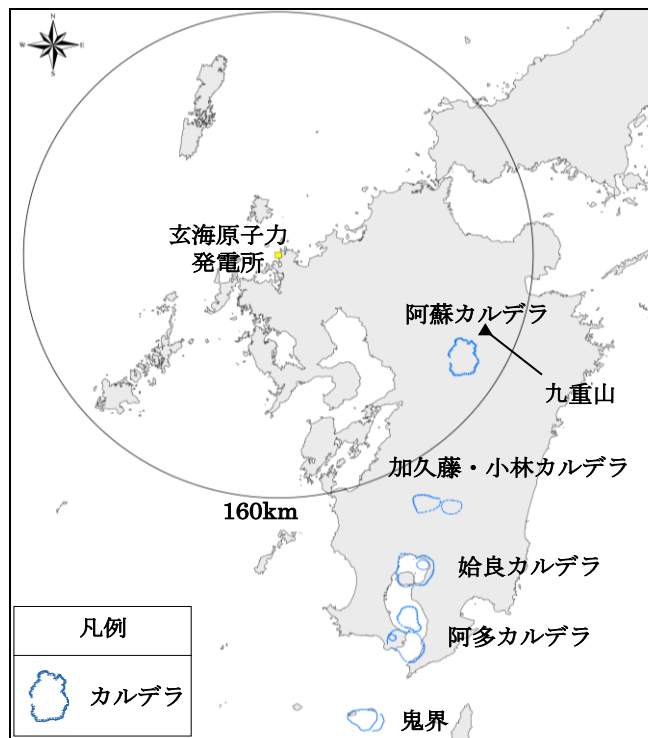 N
W
E
S
玄海原子力
発電所
阿蘇カルデラ
九重山
加久藤・小林カルデラ
160km
姶良カルデラ
阿多カルデラ
鬼界
凡例
カルデラ